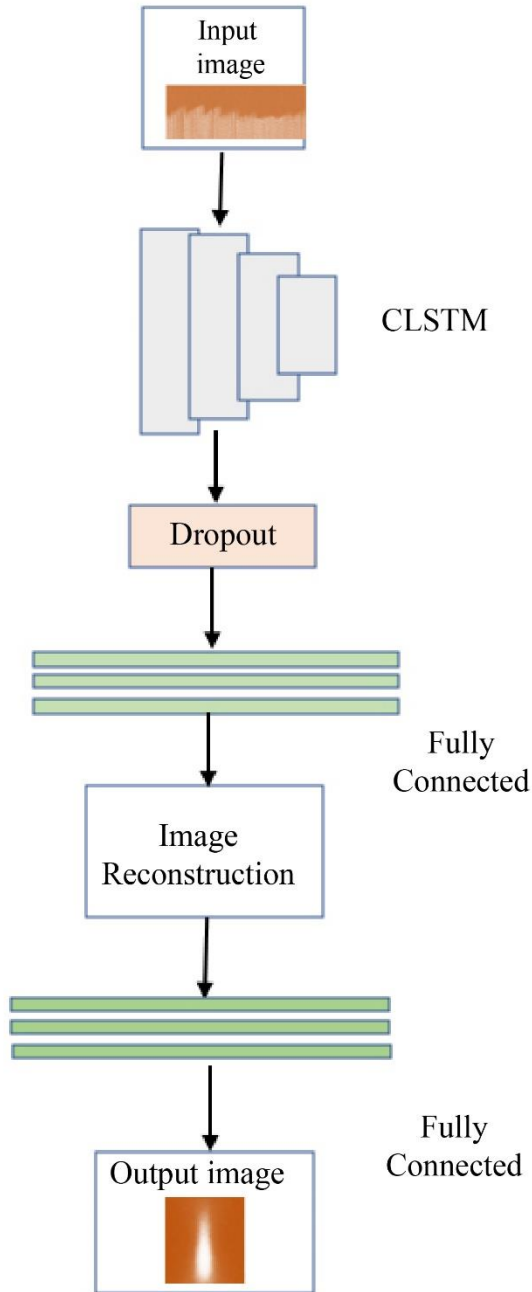 Input
image
CLSTM
Dropout
Fully
Connected
Image
Reconstruction
Fully
Connected
Output image